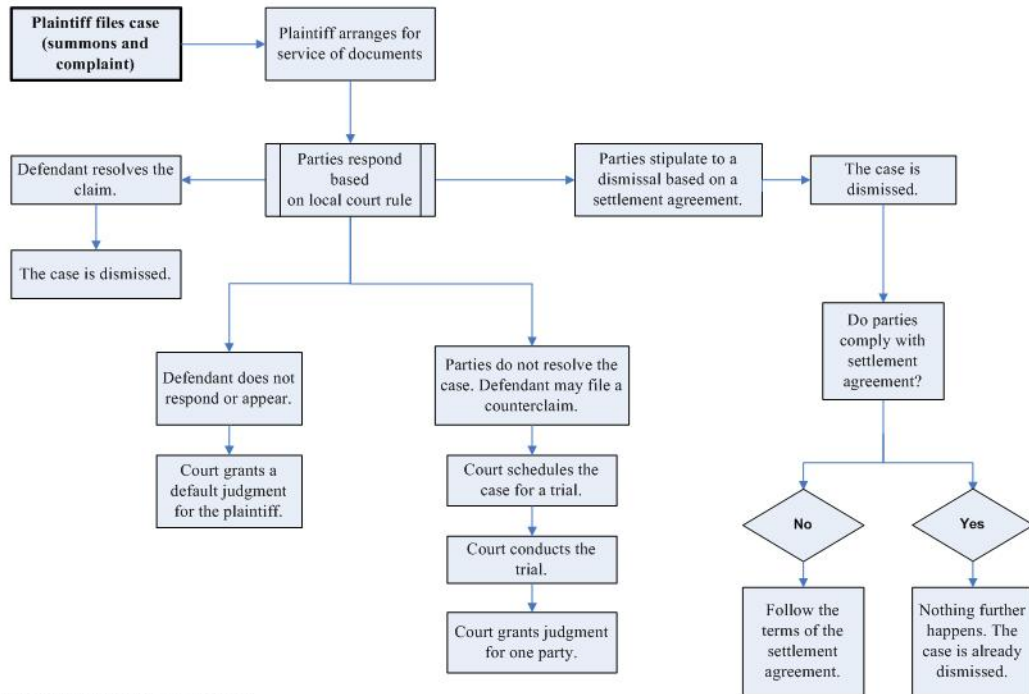 Plaintiff files case
(summons and
complaint)
Plaintiff arranges for
service of documents
Defendant resolves the
claim.
Parties respond
based
on local court rule
Parties stipulate to a
dismissal based on a
settlement agreement.
The case is
dismissed.
The case is dismissed.
Do parties
comply with
settlement
agreement?
Defendant does not
respond or appear.
Parties do not resolve the
case. Defendant may file a
counterclaim.
Court grants a
default judgment
for the plaintiff.
Court schedules the
case for a trial.
No
Yes
Court conducts the
trial.
Court grants judgment
for one party.
Follow the
terms of the
settlement
agreement.
Nothing further
happens. The
case is already
dismissed.